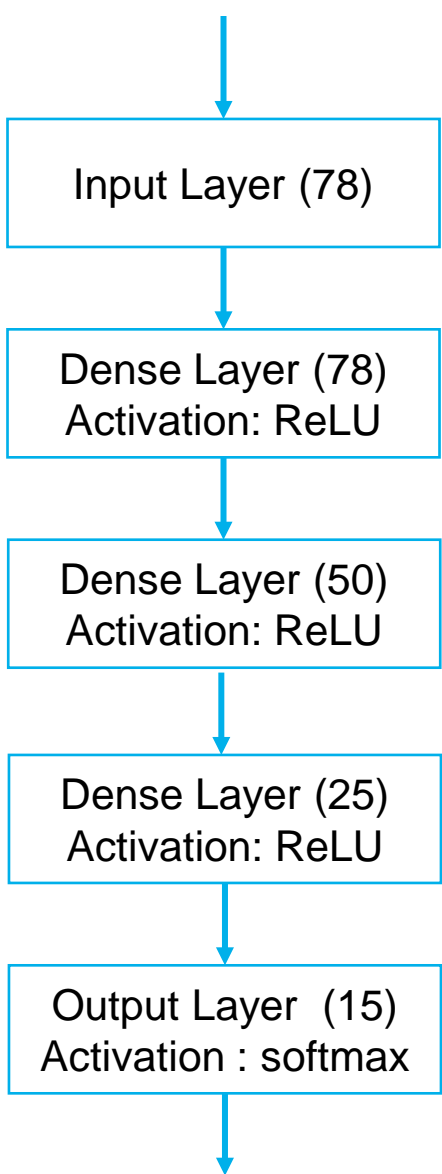 Input Layer (78)
Dense Layer (78)
Activation: ReLU
Dense Layer (50)
Activation: ReLU
Dense Layer (25)
Activation: ReLU
Output Layer  (15)
Activation : softmax